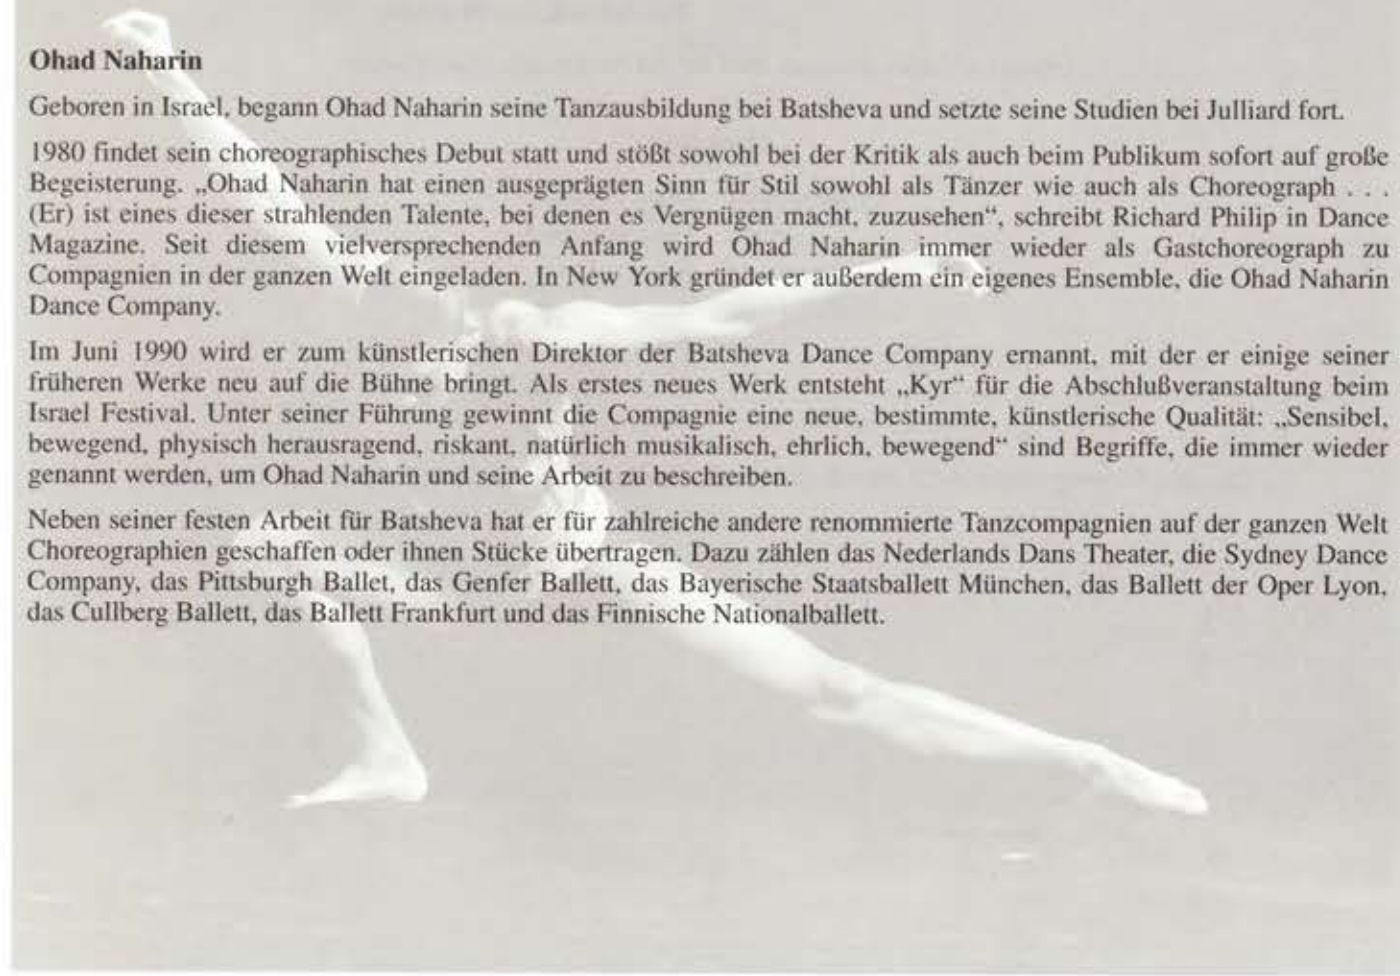 Ohad Naharin
Geboren in Israel, begann Ohad Naharin seine Tanzausbildung bei Batsheva und setzte seine Studien bei Julliard fort.
1980 findet sein choreographisches Debut statt und stößt sowohl bei der Kritik als auch beim Publikum sofort auf große
Begeisterung. „Ohad Naharin hat einen ausgeprägten Sinn für Stil sowohl als Tänzer wie auch als Choreograph . . .
(Er) ist eines dieser strahlenden Talente, bei denen es Vergnügen macht, zuzusehen“, schreibt Richard Philip in Dance
Magazine. Seit diesem vielversprechenden Anfang wird Ohad Naharin immer wieder als Gastchoreograph zu
Compagnien in der ganzen Welt eingeladen. In New York gründet er außerdem ein eigenes Ensemble, die Ohad Naharin
Dance Company.
Im Juni 1990 wird er zum künstlerischen Direktor der Batsheva Dance Company ernannt, mit der er einige seiner
früheren Werke neu auf die Bühne bringt. Als erstes neues Werk entsteht „Kyr“ für die Abschlußveranstaltung beim
Israel Festival. Unter seiner Führung gewinnt die Compagnie eine neue, bestimmte, künstlerische Qualität: „Sensibel,
bewegend, physisch herausragend, riskant, natürlich musikalisch, ehrlich, bewegend“ sind Begriffe, die immer wieder
genannt werden, um Ohad Naharin und seine Arbeit zu beschreiben.
Neben seiner festen Arbeit für Batsheva hat er für zahlreiche andere renommierte Tanzcompagnien auf der ganzen Welt
Choreographien geschaffen oder ihnen Stücke übertragen. Dazu zählen das Nederlands Dans Theater, die Sydney Dance
Company, das Pittsburgh Ballet, das Genfer Ballett, das Bayerische Staatsballett München, das Ballett der Oper Lyon,
das Cullberg Ballett, das Ballett Frankfurt und das Finnische Nationalballett.